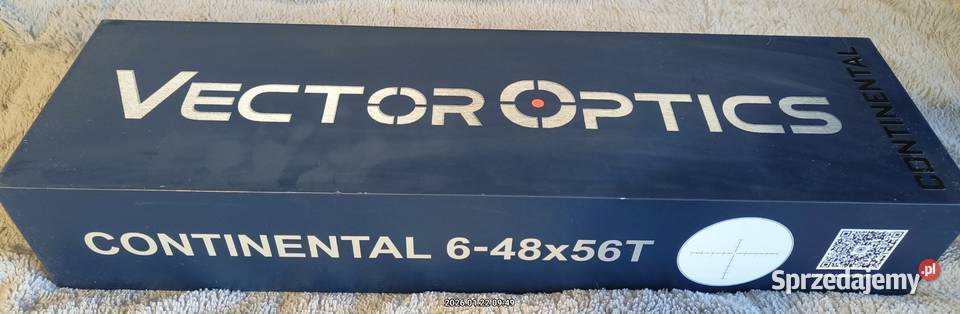 VECTOR OPTICS
CONTINENTAL
CONTINENTAL 6-48x56T
Sprzedajemy.pl
2026.01.22 09:49